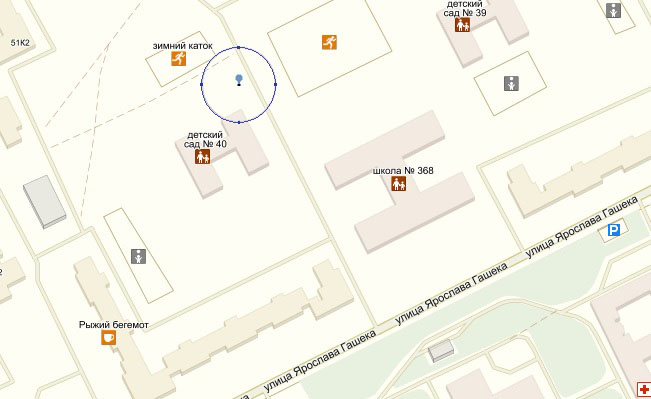 детский
сад № 39
51К2
зимний каток
детский
сад № 40
школа № 368
улица Ярослава Гашека
P
улица Ярослава Гашека
Рыжий бегемот
улица Ярослава Гашека